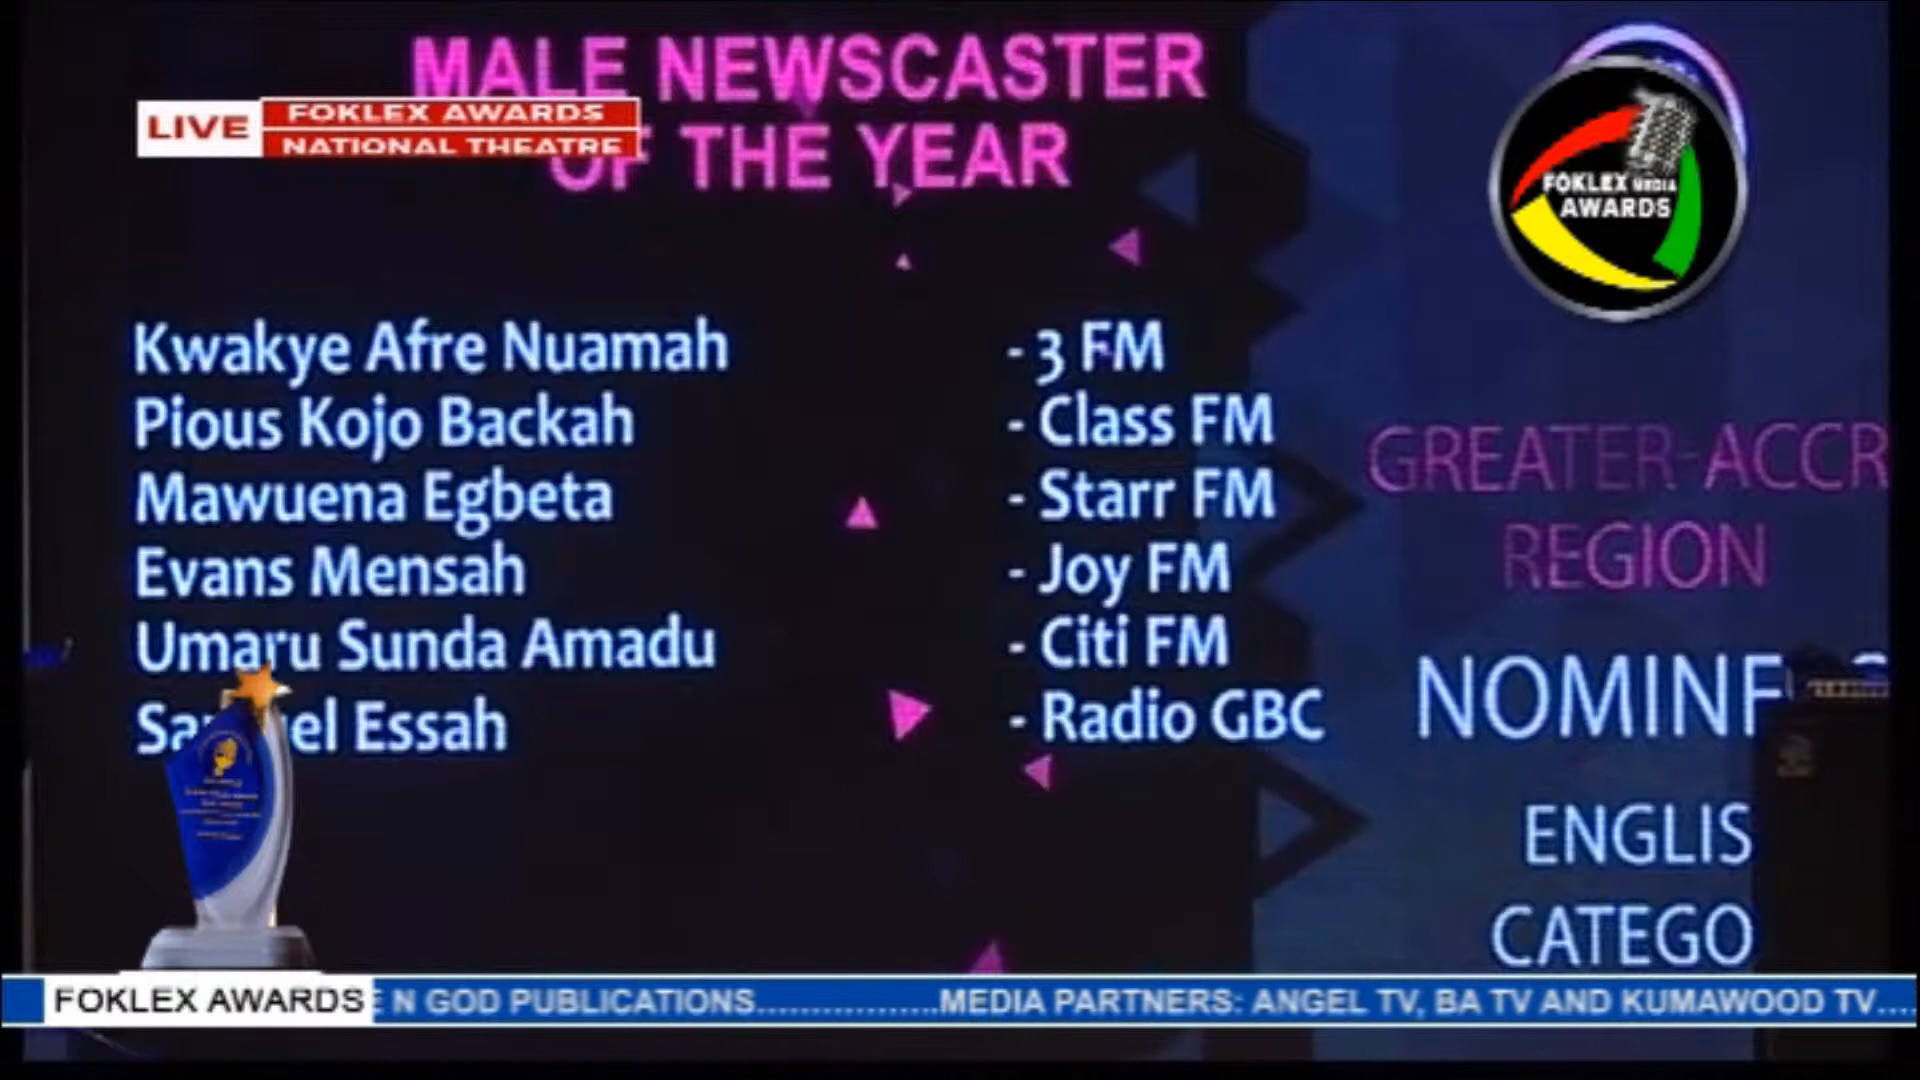 MALE NEWSCASTER
OF THE YEAR
LIVE
FOKLEX AWARDS
NATIONAL THEATRE
FOKLEX MEDIA
AWARDS
Kwakye Afre Nuamah - 3 FM
Pious Kojo Backah - Class FM
Mawuena Egbeta - Starr FM
Evans Mensah - Joy FM
Umaru Sunda Amadu - Citi FM
Essah - Radio GBC
GREATER-ACCR
REGION
NOMINE
ENGLIS
CATEGO
FOKLEX AWARDS
N GOD PUBLICATIONS.................MEDIA PARTNERS: ANGEL TV, BA TV AND KUMAWOOD TV....